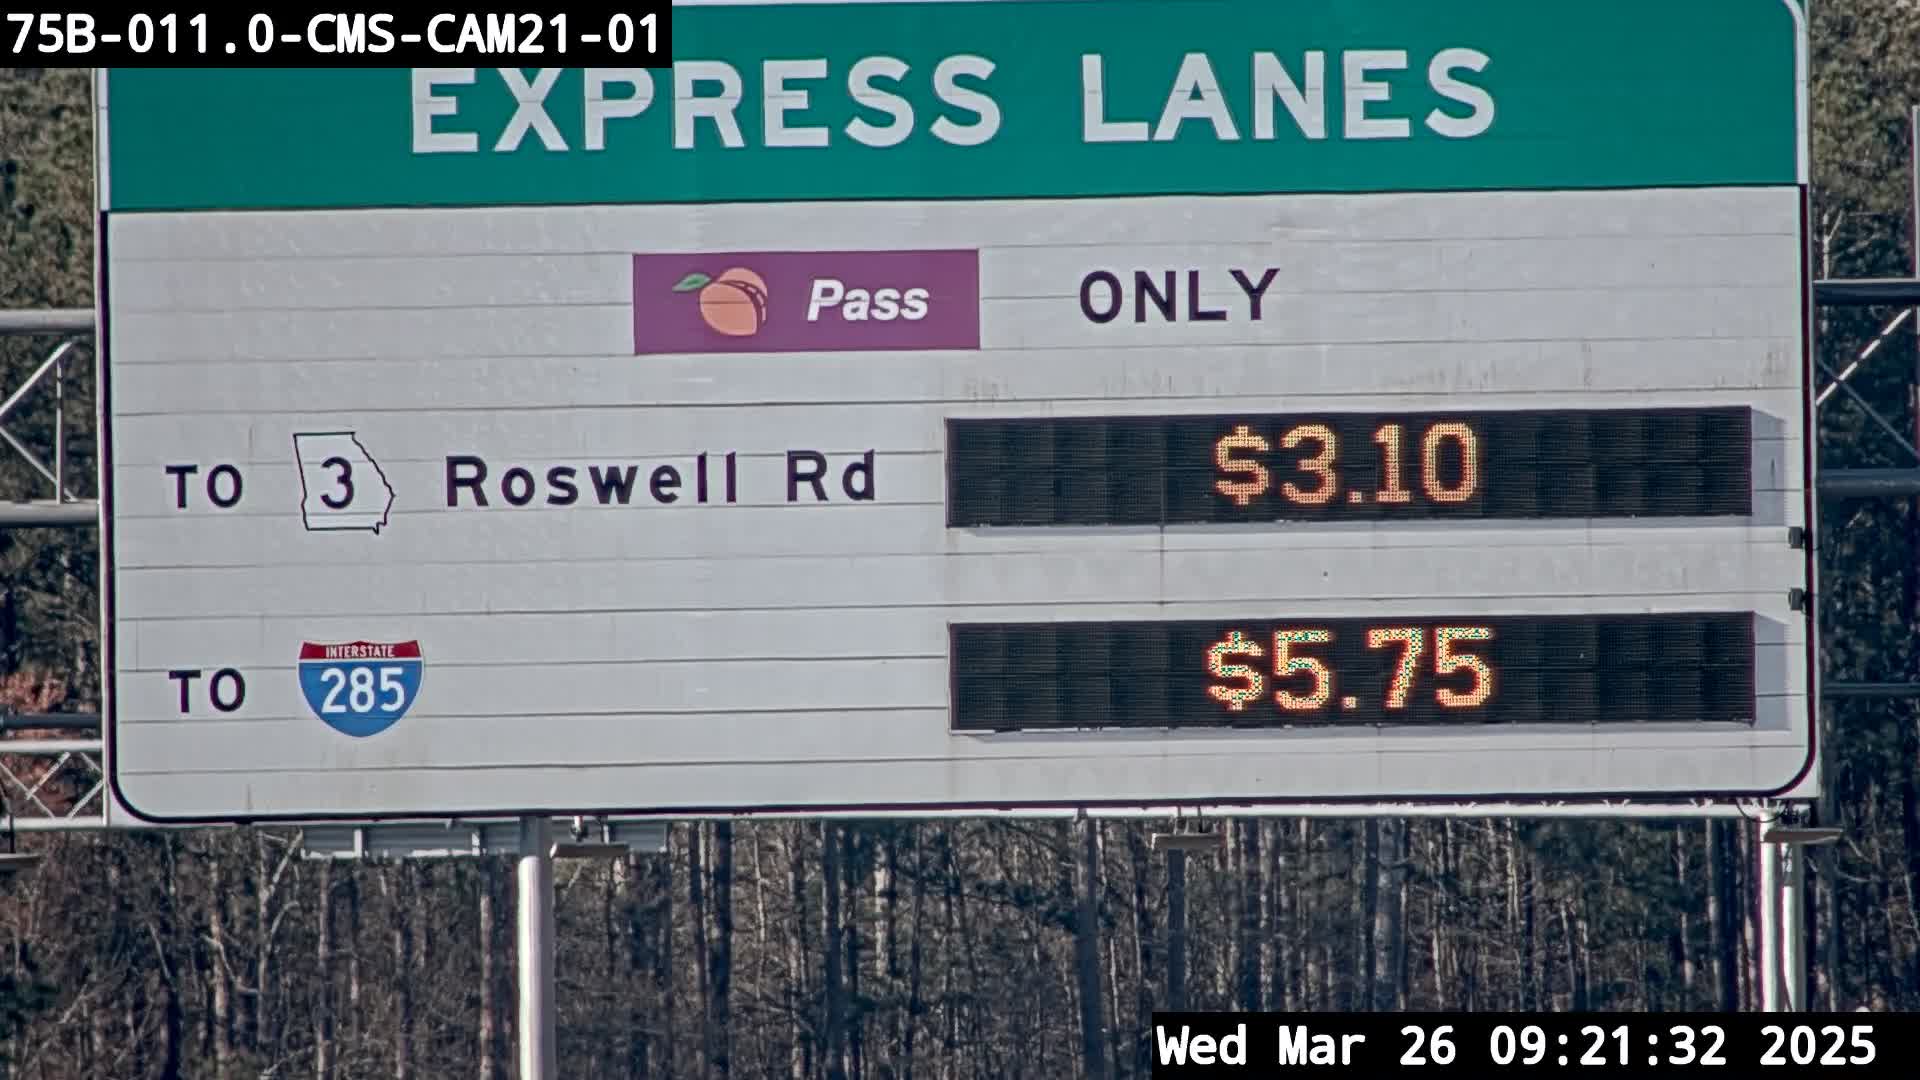 75B-011.0-CMS-CAM21-01
EXPRESS LANES
Pass ONLY
TO 3 Roswell Rd $3.10
INTERSTATE
TO 285 $5.75
Wed Mar 26 09:21:32 2025